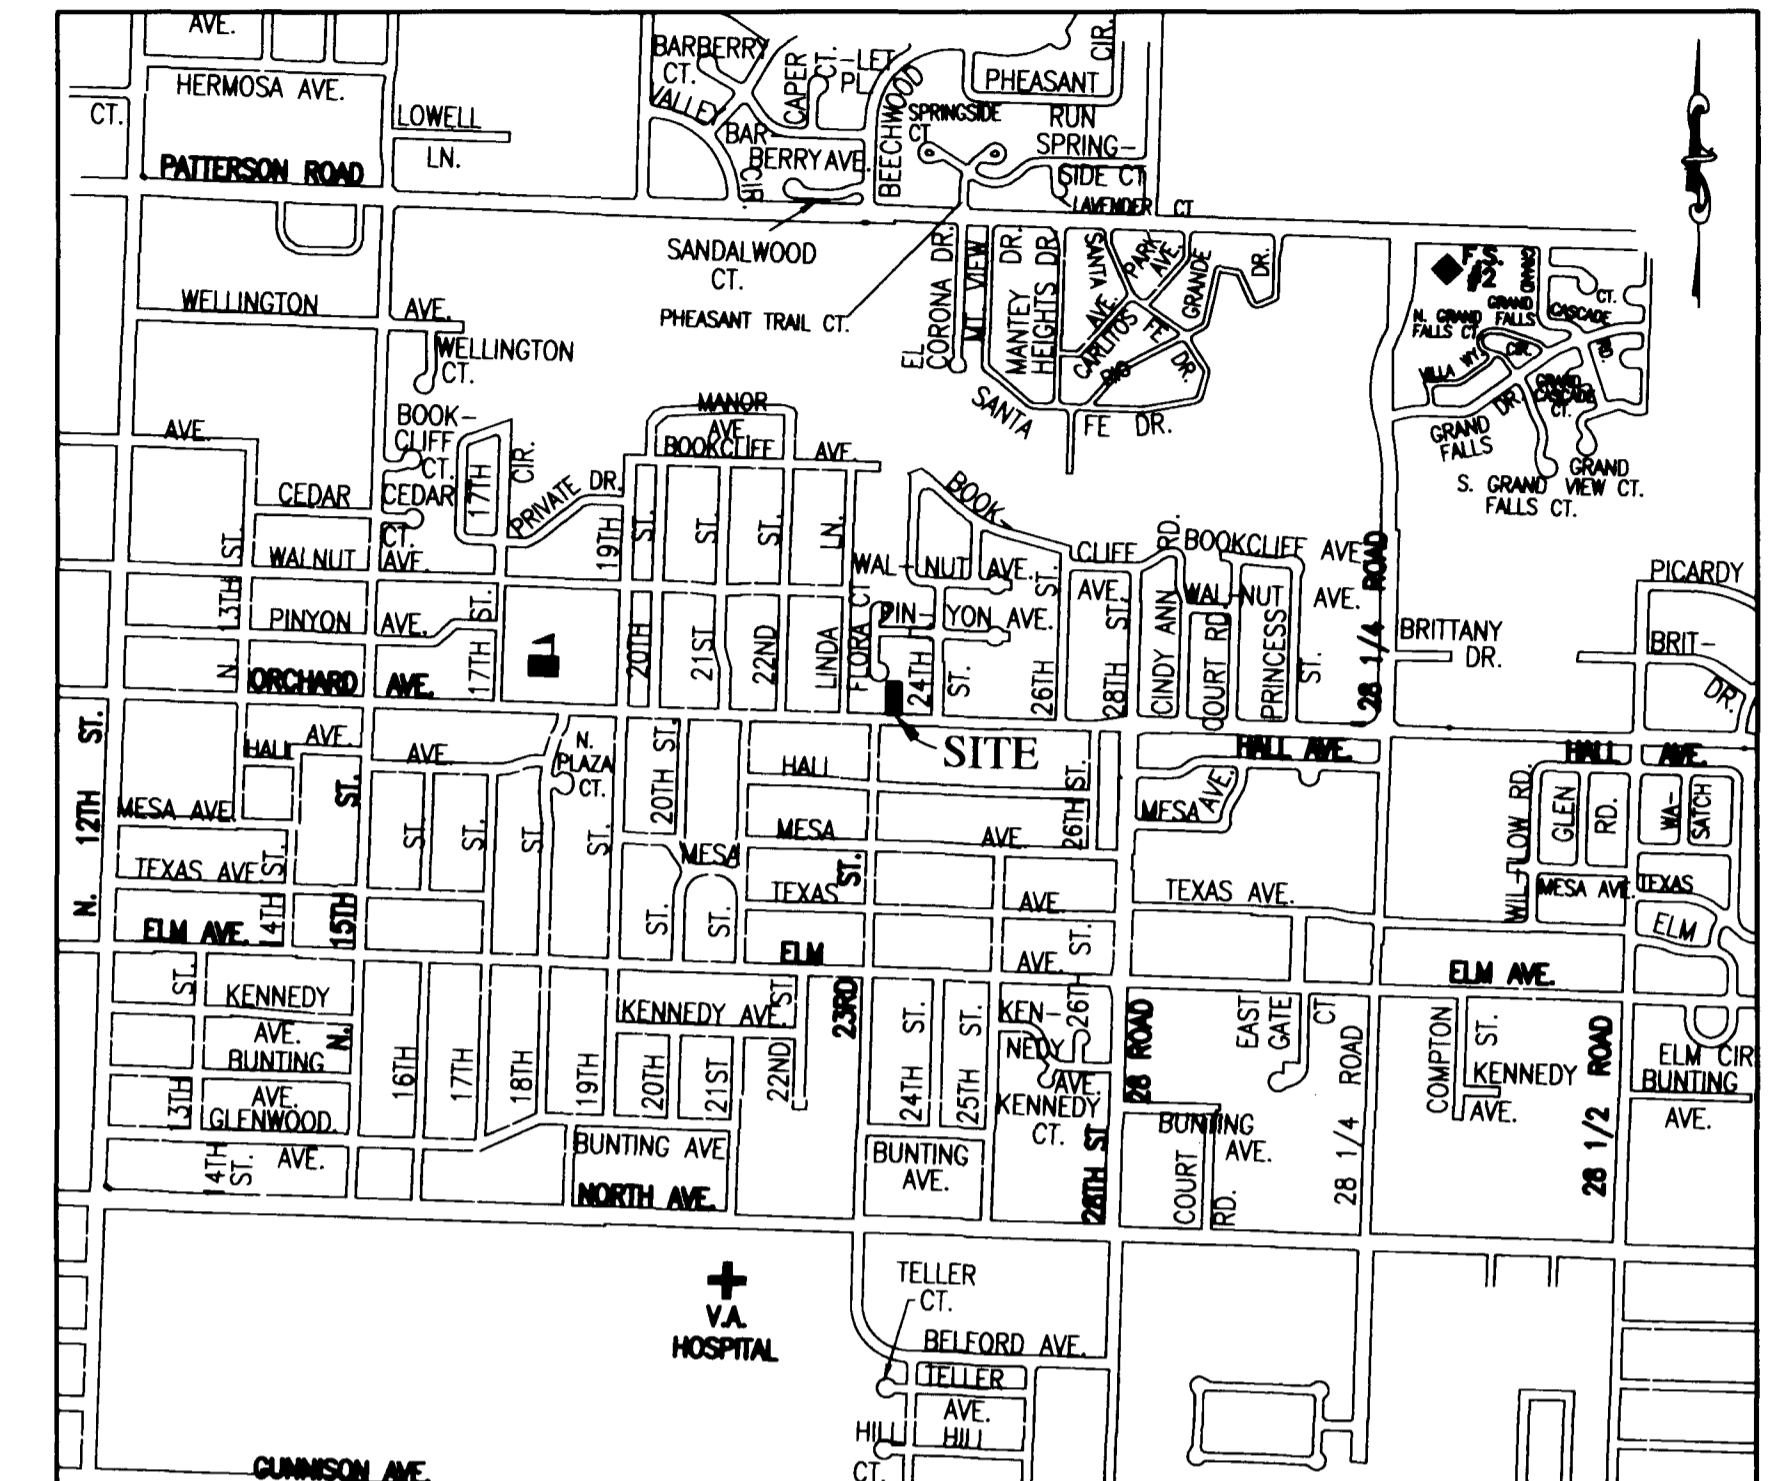 AVE.
BARBERRY
CT.
CAPER
CT.
-LET
PL
CIR.
HERMOSA AVE.
PHEASANT
CT.
LOWELL
VALLEY
BEECHWOOD
SPRINGSIDE
CT
RUN
LN.
BAR-
BERRY AVE.
SPRING-
SIDE CT
PATTERSON ROAD
CIR.
LAVENDER CT
SANDALWOOD
CT.
PHEASANT TRAIL CT.
EL
CORONA DR.
MT. VIEW
MANTEY DR.
HEIGHTS DR.
SANTA
AVE.
PARK
AVE.
GRANDE
DR.
CARLITOS
FE
DR.
RIO
SANTA
FE DR.
F.S.
#2
GRAND
GRAND
FALLS
N. GRAND
FALLS CT.
CT.
CASCADE
CIR.
VILLA WY.
GRAND
CASCADE
CT.
DR.
GRAND
FALLS
GRAND
VIEW CT.
S. GRAND
FALLS CT.
WELLINGTON
AVE.
WELLINGTON
CT.
BOOK-
CLIFF
CT.
AVE.
17TH
CIR.
MANOR
AVE
BOOKCLIFF
AVE.
CEDAR
CEDAR
CT.
PRIVATE DR.
BOOK-
CLIFF
AVE.
RD.
BOOKCLIFF AVE.
28 1/4 ROAD
ST.
WALNUT
AVE.
19TH
ST.
ST.
ST.
LN.
WAL-
NUT AVE.
ST.
WAL-NUT
AVE.
PICARDY
13TH
N
PINYON
AVE.
17TH
ST.
20TH
21ST
22ND
LINDA
FLORA CT
PIN-
YON AVE.
24TH
ST.
26TH
28TH
ST.
CINDY ANN
COURT RD.
PRINCESS
ST.
BRITTANY
DR.
BRIT-
DR.
ORCHARD AVE.
SITE
N. 12TH ST.
HALL
AVE.
AVE.
N.
PLAZA
CT.
20TH ST.
HALL
26TH ST.
HALL AVE.
HALL AVE.
MESA AVE.
ST.
ST.
ST.
ST.
ST.
MESA
MESA
AVE.
MESA
AVE.
WIL-LOW RD.
GLEN
RD.
WA-
SATCH
TEXAS AVE
14TH
ST.
15TH
ST.
ST.
TEXAS
ST.
AVE.
TEXAS AVE.
MESA AVE.
TEXAS
ELM AVE.
ELM
AVE.
ST.
ELM AVE.
ELM
ST.
KENNEDY
AVE.
N.
KENNEDY AVE.
ST.
23RD
ST.
ST.
KEN-
NEDY
AVE.
26TH
28 ROAD
EAST
GATE
CT
28 1/4 ROAD
COMPTON
ST.
KENNEDY
AVE.
28 1/2 ROAD
ELM CIR
BUNTING
AVE.
BUNTING
AVE.
13TH
GLENWOOD
AVE.
14TH
ST.
16TH
17TH
18TH
19TH
20TH
21ST
22ND
24TH
25TH
KENNEDY
CT.
BUNTING AVE
BUNTING
AVE.
28TH ST
BUNTING
AVE.
COURT
RD.
NORTH AVE.
V.A.
HOSPITAL
TELLER
CT.
BELFORD AVE.
TELLER
AVE.
HILL
CT.
HILL
GUNNISON AVE.